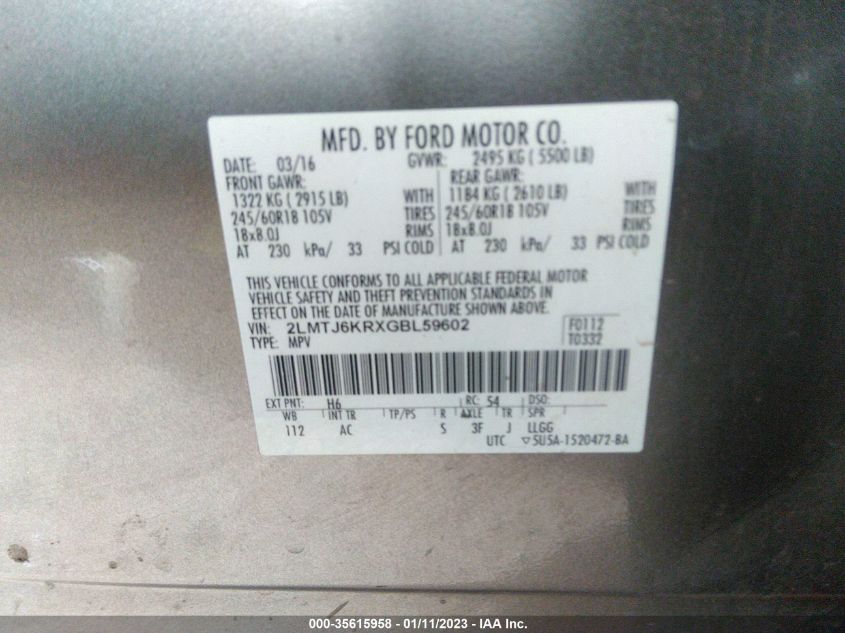 MFD. BY FORD MOTOR CO.
DATE: 03/16 GVWR: 2495 KG ( 5500 LB)
FRONT GAWR: REAR GAWR:
1322 KG ( 2915 LB) WITH 1184 KG ( 2610 LB) WITH
245/60R18 105V TIRES 245/60R18 105V TIRES
18x8.0J RIMS 18x8.0J RIMS
AT 230 kPa/ 33 PSI COLD AT 230 kPa/ 33 PSI COLD
THIS VEHICLE CONFORMS TO ALL APPLICABLE FEDERAL MOTOR
VEHICLE SAFETY AND THEFT PREVENTION STANDARDS IN
EFFECT ON THE DATE OF MANUFACTURE SHOWN ABOVE.
VIN: 2LMTJ6KRXGBL59602 F0112
TYPE: MPV T0332
EXT PNT: H6 RC: 54 DSO:
WB INT TR TP/PS R AXLE TR SPR
112 AC S 3F J LLGG
UTC ▽5U5A-1520472-BA
000-35615958 - 01/11/2023 - IAA Inc.